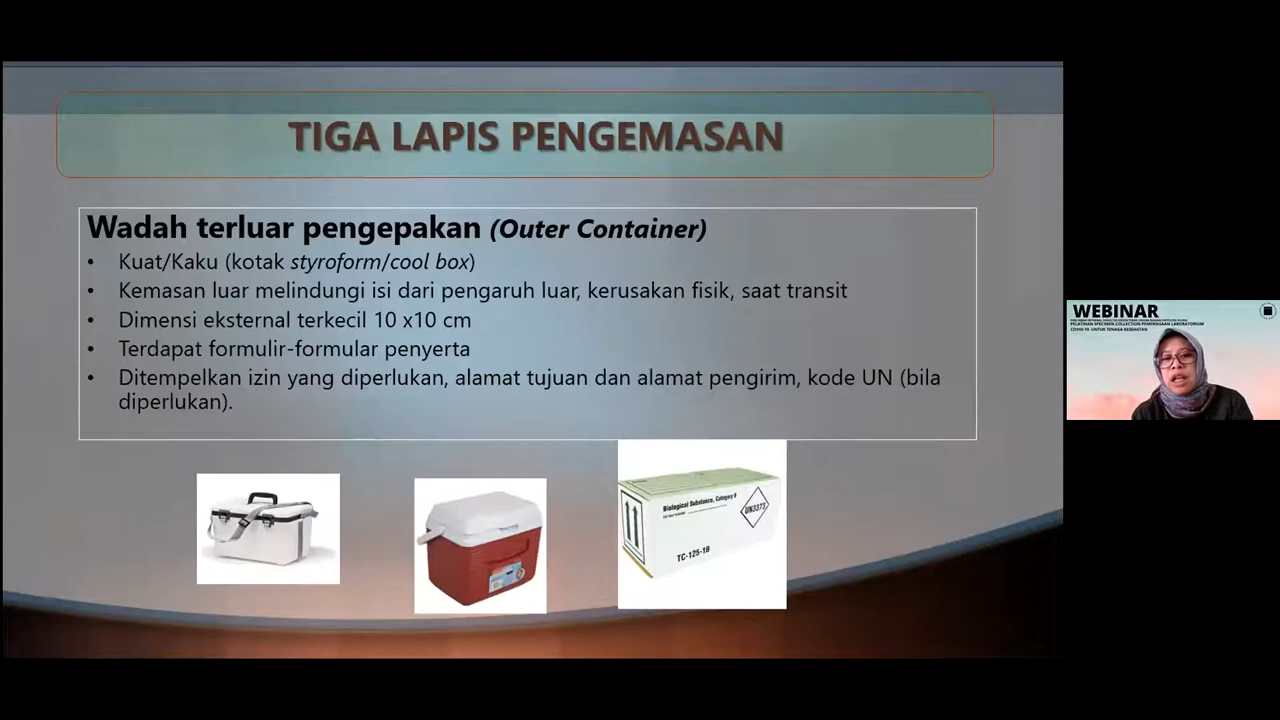 TIGA LAPIS PENGEMASAN
Wadah terluar pengepakan (Outer Container)
• Kuat/Kaku (kotak styroform/cool box)
• Kemasan luar melindungi isi dari pengaruh luar, kerusakan fisik, saat transit
• Dimensi eksternal terkecil 10 x10 cm
• Terdapat formulir-formular penyerta
• Ditempelkan izin yang diperlukan, alamat tujuan dan alamat pengirim, kode UN (bila
diperlukan).
Biological Substance, Category B
UN3373
TC-125-1B
WEBINAR
PELATIHAN SPECIMEN COLLECTION PEMERIKSAAN LABORATORIUM
COVID-19 UNTUK TENAGA KESEHATAN